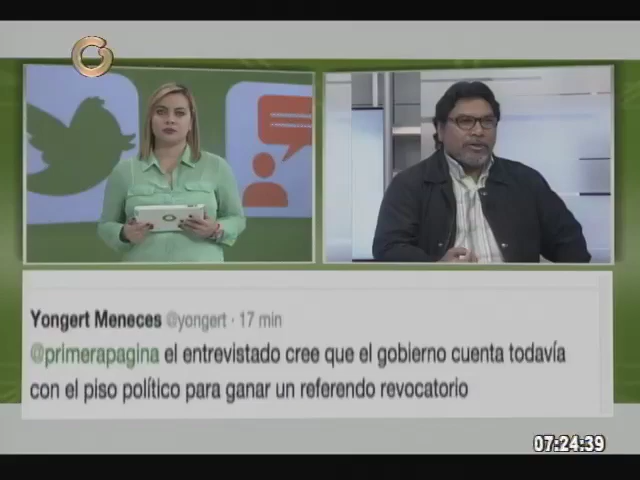 Yongert Meneces @yongert · 17 min
@primerapagina el entrevistado cree que el gobierno cuenta todavía
con el piso político para ganar un referendo revocatorio
07:24:39